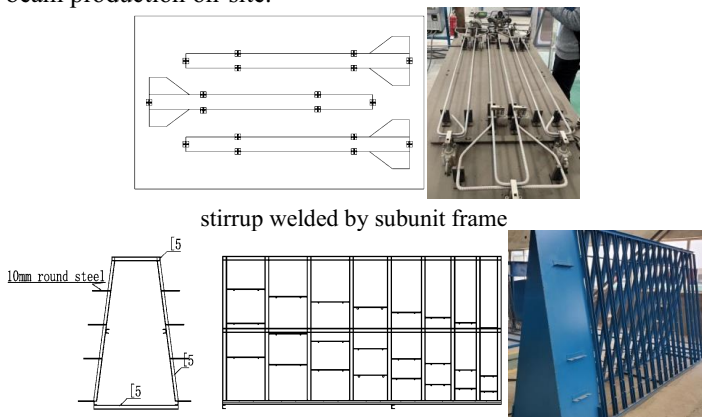 beam production on-site.
stirrup welded by subunit frame
[5
10mm round steel
[5
[5